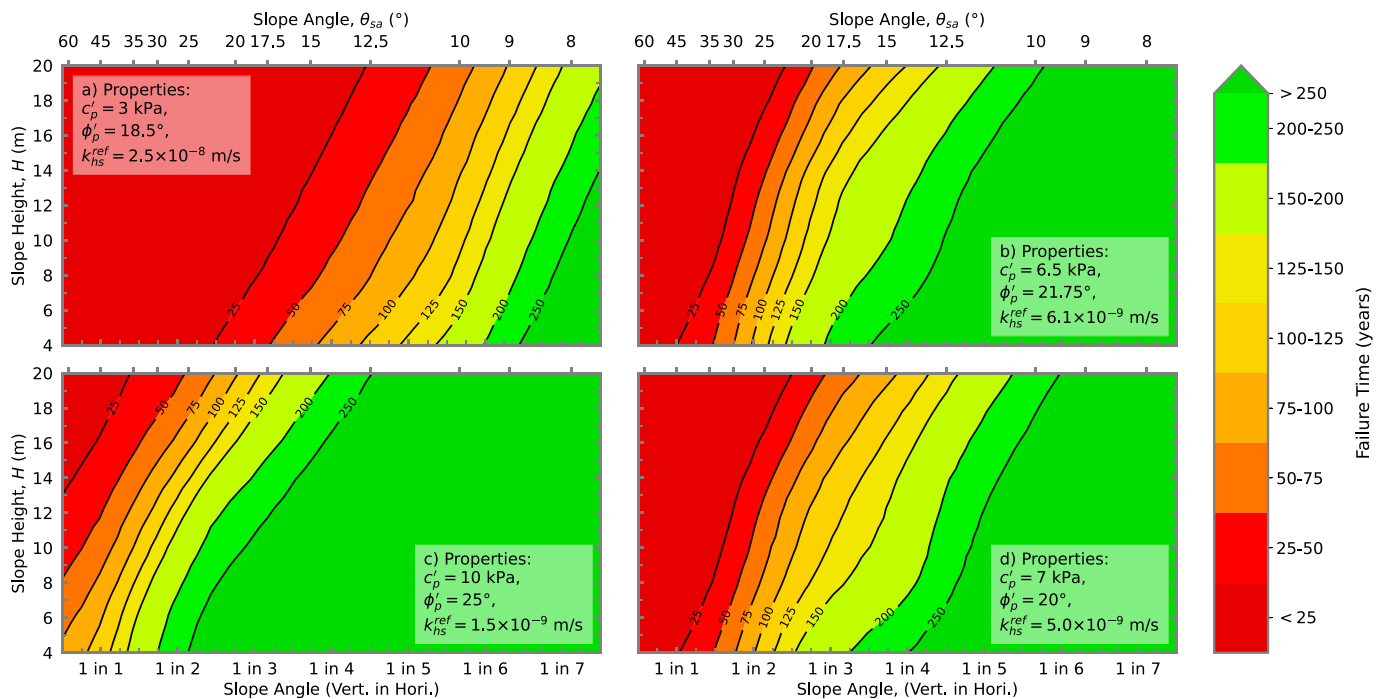 Slope Angle, θsa (°)
Slope Angle, θsa (°)
60 45 35 30 25 20 17.5 15 12.5 10 9 8
60 45 35 30 25 20 17.5 15 12.5 10 9 8
20
18
16
14
12
10
8
6
4
Slope Height, H (m)
a) Properties:
c′p = 3 kPa,
ϕ′p = 18.5°,
k_hs^ref = 2.5×10⁻⁸ m/s
25 50 75 100 125 150 200 250
b) Properties:
c′p = 6.5 kPa,
ϕ′p = 21.75°,
k_hs^ref = 6.1×10⁻⁹ m/s
25 50 75 100 125 150 200 250
20
18
16
14
12
10
8
6
4
Slope Height, H (m)
25 50 75 100 125 150 200 250
c) Properties:
c′p = 10 kPa,
ϕ′p = 25°,
k_hs^ref = 1.5×10⁻⁹ m/s
25 50 75 100 125 150 200 250
d) Properties:
c′p = 7 kPa,
ϕ′p = 20°,
k_hs^ref = 5.0×10⁻⁹ m/s
1 in 1 1 in 2 1 in 3 1 in 4 1 in 5 1 in 6 1 in 7
1 in 1 1 in 2 1 in 3 1 in 4 1 in 5 1 in 6 1 in 7
Slope Angle (Vert. in Hori.)
Slope Angle, (Vert. in Hori.)
> 250
200-250
150-200
125-150
100-125
75-100
50-75
25-50
< 25
Failure Time (years)